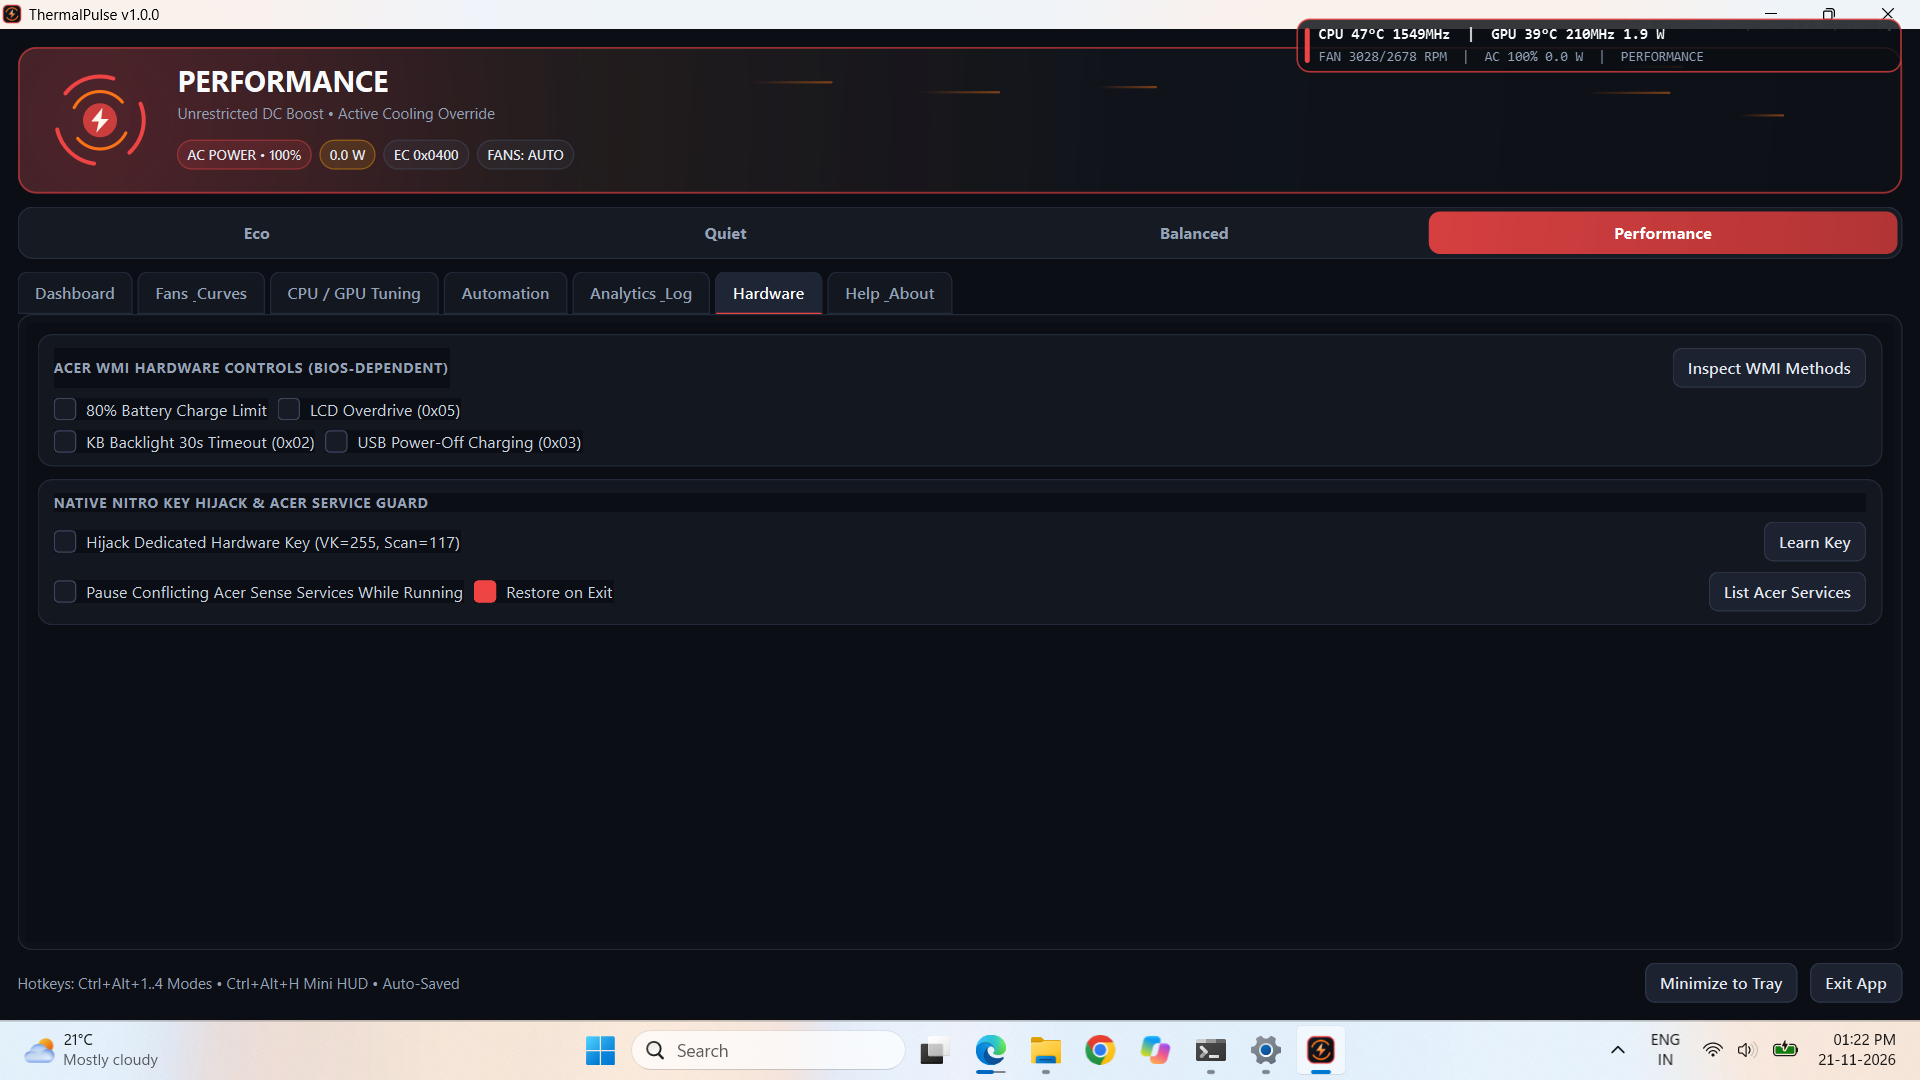 ThermalPulse v1.0.0
CPU 47°C 1549MHz | GPU 39°C 210MHz 1.9 W
FAN 3028/2678 RPM | AC 100% 0.0 W | PERFORMANCE
PERFORMANCE
Unrestricted DC Boost • Active Cooling Override
AC POWER • 100% 0.0 W EC 0x0400 FANS: AUTO
Eco Quiet Balanced Performance
Dashboard Fans _Curves CPU / GPU Tuning Automation Analytics _Log Hardware Help _About
ACER WMI HARDWARE CONTROLS (BIOS-DEPENDENT) Inspect WMI Methods
80% Battery Charge Limit LCD Overdrive (0x05)
KB Backlight 30s Timeout (0x02) USB Power-Off Charging (0x03)
NATIVE NITRO KEY HIJACK & ACER SERVICE GUARD
Hijack Dedicated Hardware Key (VK=255, Scan=117) Learn Key
Pause Conflicting Acer Sense Services While Running Restore on Exit List Acer Services
Hotkeys: Ctrl+Alt+1..4 Modes • Ctrl+Alt+H Mini HUD • Auto-Saved Minimize to Tray Exit App
21°C
Mostly cloudy
Search
ENG
IN
01:22 PM
21-11-2026